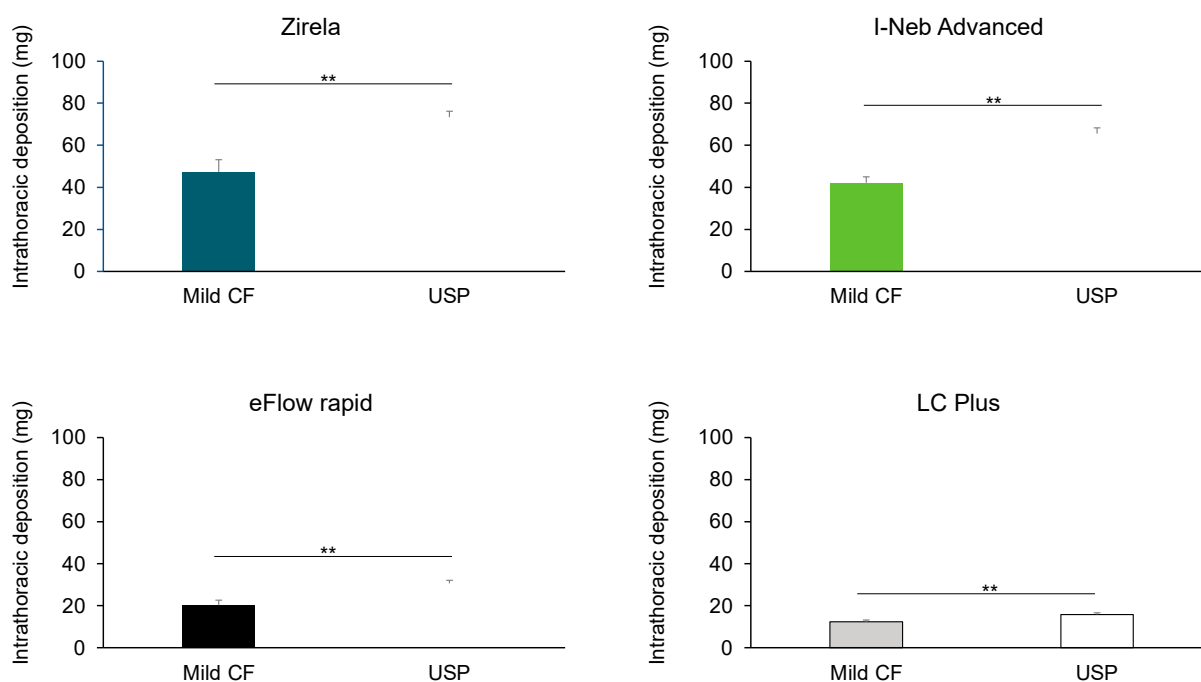 Zirela
Intrathoracic deposition (mg)
100
80
60
40
20
0
**
Mild CF USP
I-Neb Advanced
Intrathoracic deposition (mg)
100
80
60
40
20
0
**
Mild CF USP
eFlow rapid
Intrathoracic deposition (mg)
100
80
60
40
20
0
**
Mild CF USP
LC Plus
Intrathoracic deposition (mg)
100
80
60
40
20
0
**
Mild CF USP